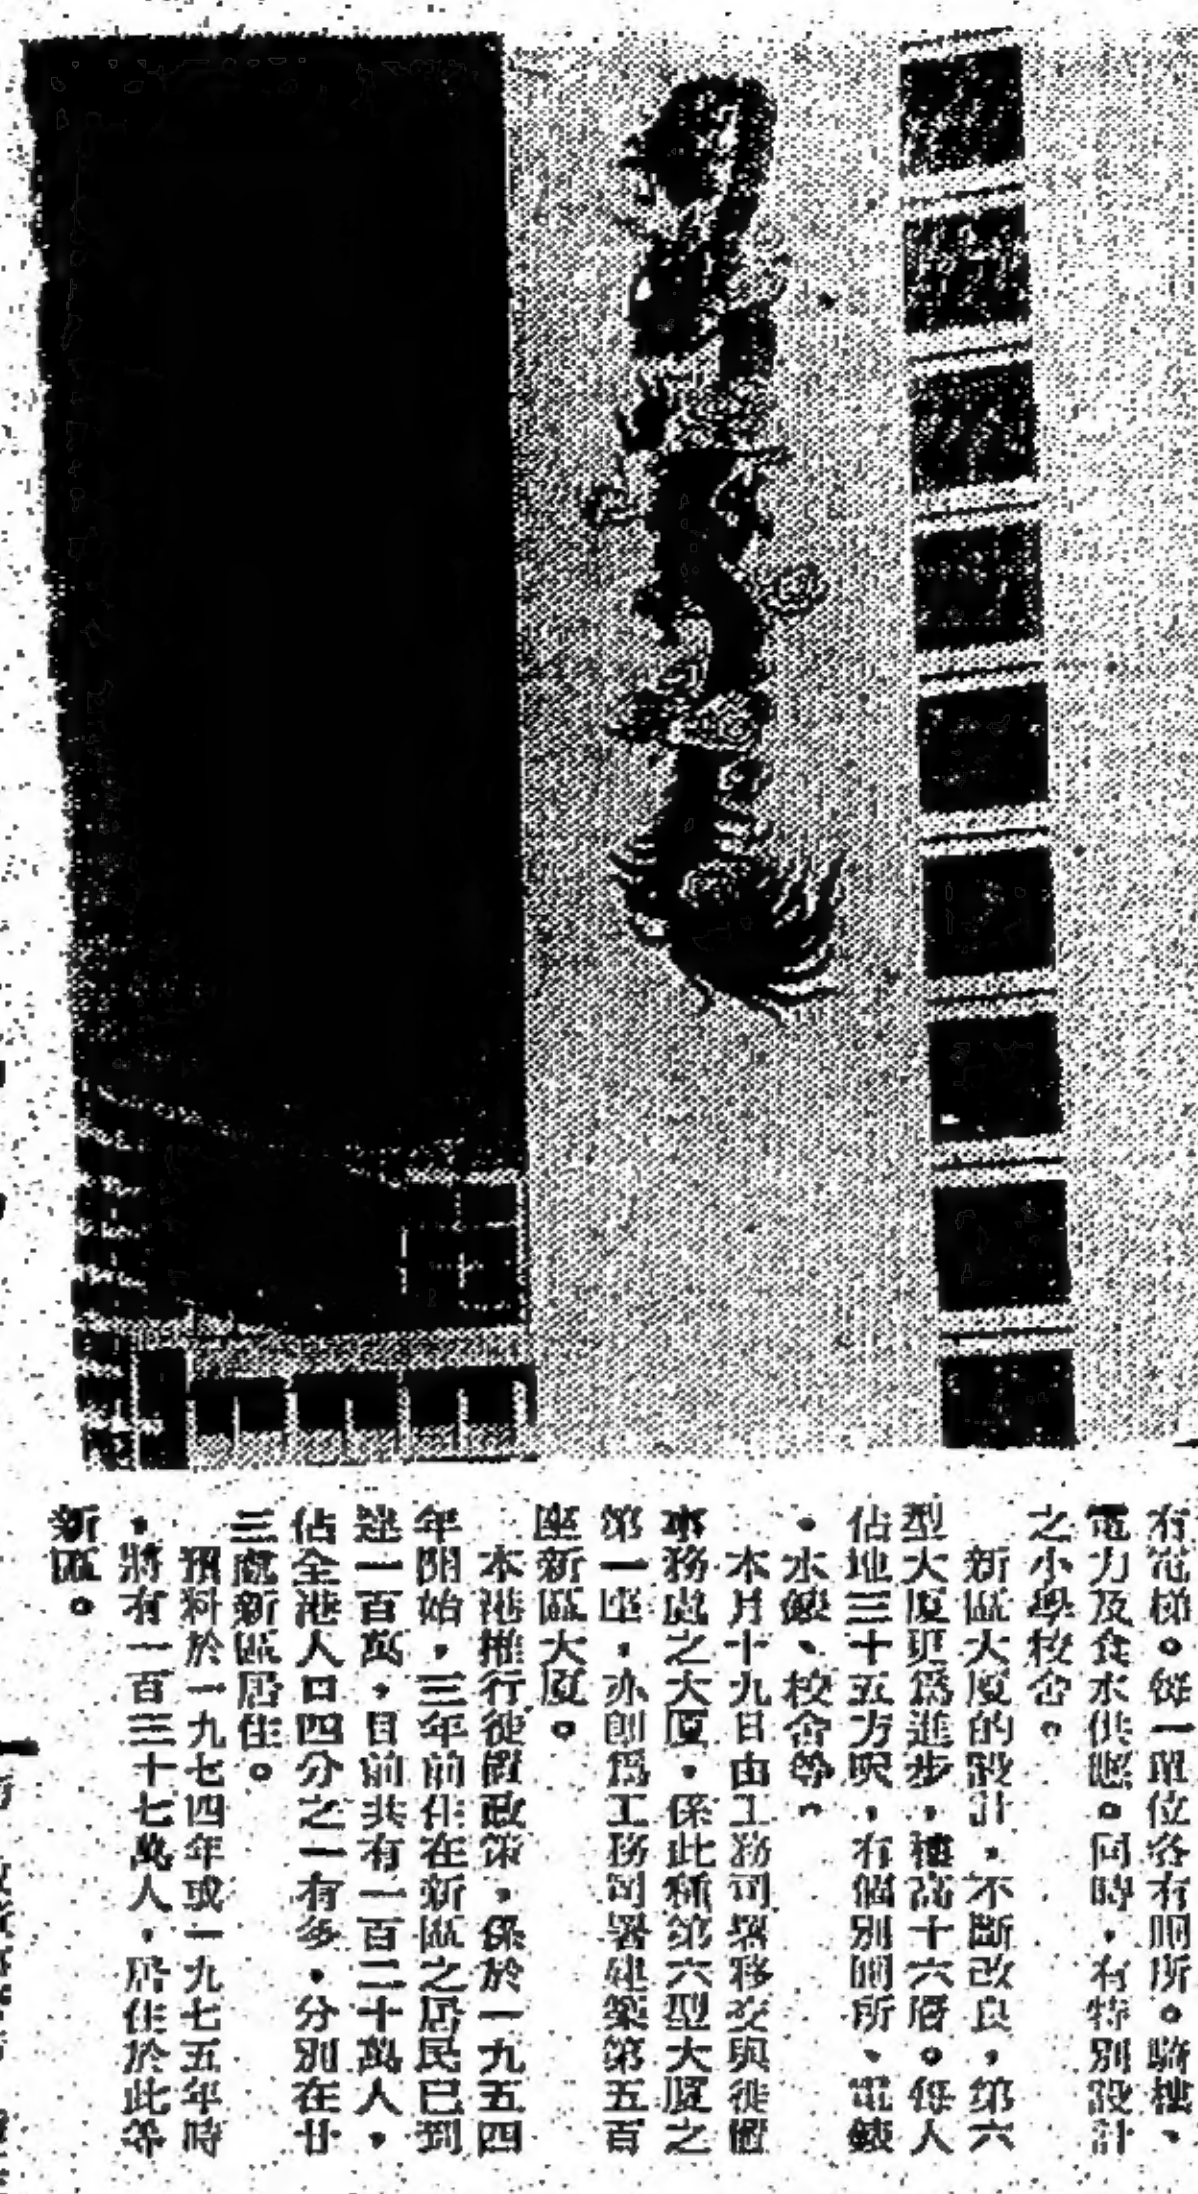 有電梯。每一單位各有廁所。騎樓、
電力及食水供應。同時，有特別設計
之小學校舍。
新區大廈的設計，不斷改良，第六
型大廈更爲進步，樓高十六層。每人
佔地三十五方呎，有個別廁所、電錶
、水錶、校舍等。
本月十九日由工務司署移交與徙置
事務處之大厦，係此種第六型大厦之
第一座，亦創爲工務司署建築第五百
座新區大廈。
本港推行徙置政策，係於一九五四
年開始，三年前住在新區之居民已到
達一百萬，目前共有一百二十萬人，
佔全港人口四分之一有多，分別在廿
三處新區居住。
預料於一九七四年或一九七五年時
，將有一百三十七萬人，居住於此等
新區。